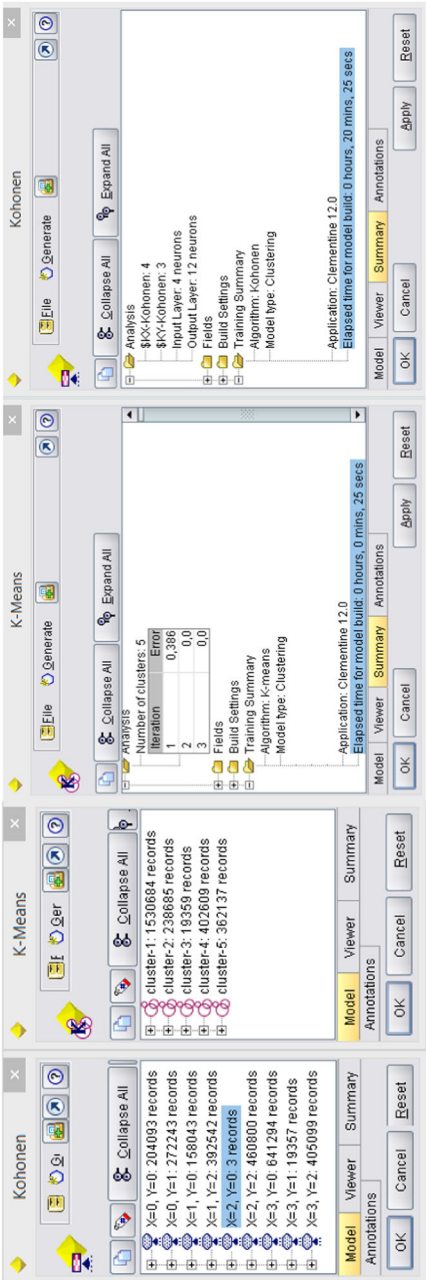 Kohonen
Gr
Collapse All
X=0, Y=0: 204093 records
X=0, Y=1: 272243 records
X=1, Y=0: 158043 records
X=1, Y=2: 392542 records
X=2, Y=0: 3 records
X=2, Y=2: 460800 records
X=3, Y=0: 641294 records
X=3, Y=1: 19357 records
X=3, Y=2: 405099 records
Model Viewer Summary
Annotations
OK Cancel Reset
K-Means
F Ger
Collapse All
cluster-1: 1530684 records
cluster-2: 238685 records
cluster-3: 19359 records
cluster-4: 402609 records
cluster-5: 362137 records
Model Viewer Summary
Annotations
OK Cancel Reset
K-Means
File Generate
Collapse All Expand All
Analysis
Number of clusters: 5
Iteration Error
1 0,386
2 0,0
3 0,0
Fields
Build Settings
Training Summary
Algorithm: K-means
Model type: Clustering
Application: Clementine 12.0
Elapsed time for model build: 0 hours, 0 mins, 25 secs
Model Viewer Summary Annotations
OK Cancel Apply Reset
Kohonen
File Generate
Collapse All Expand All
Analysis
$KX-Kohonen: 4
$KY-Kohonen: 3
Input Layer: 4 neurons
Output Layer: 12 neurons
Fields
Build Settings
Training Summary
Algorithm: Kohonen
Model type: Clustering
Application: Clementine 12.0
Elapsed time for model build: 0 hours, 20 mins, 25 secs
Model Viewer Summary Annotations
OK Cancel Apply Reset